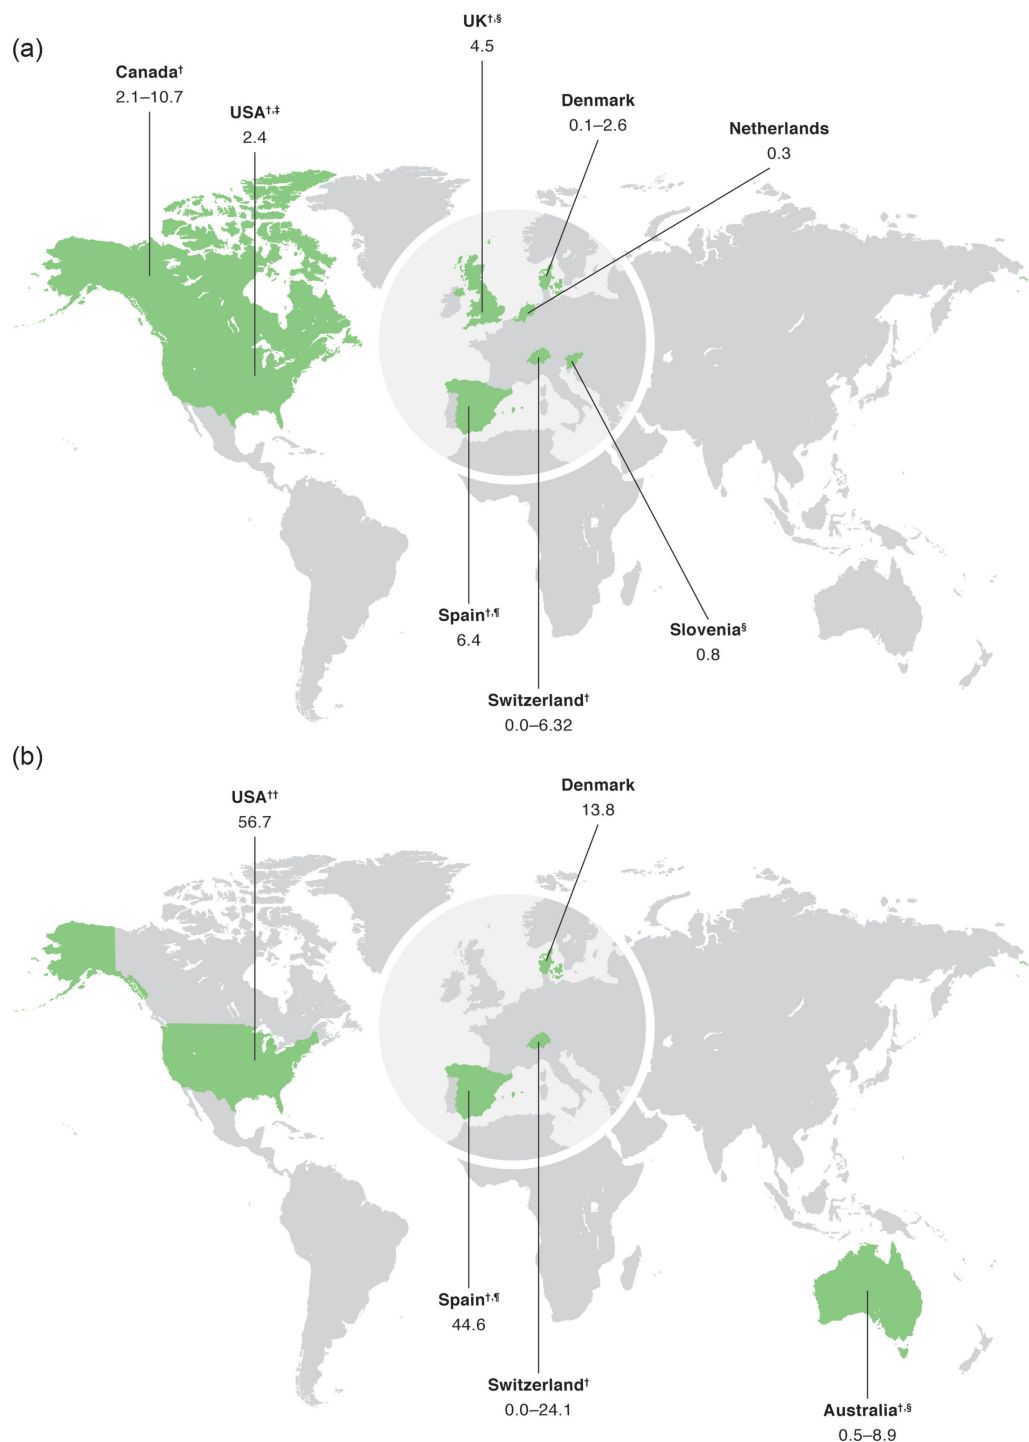 (a)
UK†,§
4.5
Canada†
2.1–10.7
USA†,‡
2.4
Denmark
0.1–2.6
Netherlands
0.3
Spain†,¶
6.4
Slovenia§
0.8
Switzerland†
0.0–6.32
(b)
USA††
56.7
Denmark
13.8
Spain†,¶
44.6
Switzerland†
0.0–24.1
Australia†,§
0.5–8.9